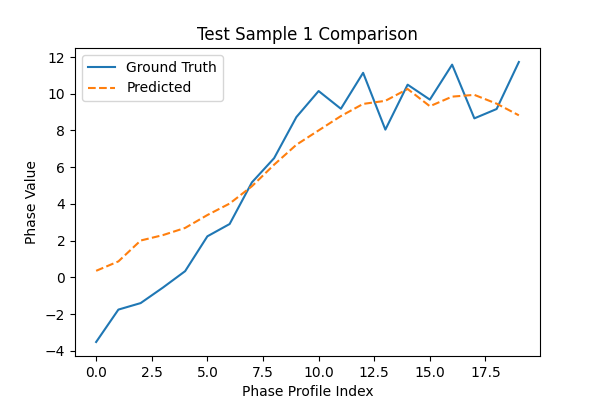 Test Sample 1 Comparison
Ground Truth
Predicted
Phase Value
12
10
8
6
4
2
0
−2
−4
0.0 2.5 5.0 7.5 10.0 12.5 15.0 17.5
Phase Profile Index